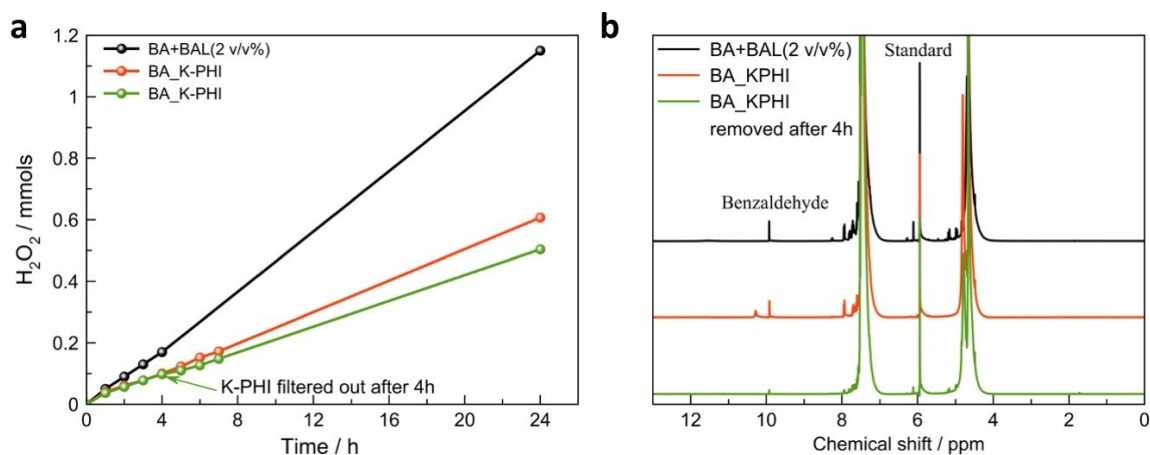 a
H₂O₂ / mmols
1.2
1
0.8
0.6
0.4
0.2
0
BA+BAL(2 v/v%)
BA_K-PHI
BA_K-PHI
K-PHI filtered out after 4h
0 4 8 12 16 20 24
Time / h
b
BA+BAL(2 v/v%)
BA_KPHI
BA_KPHI
removed after 4h
Standard
Benzaldehyde
12 10 8 6 4 2 0
Chemical shift / ppm